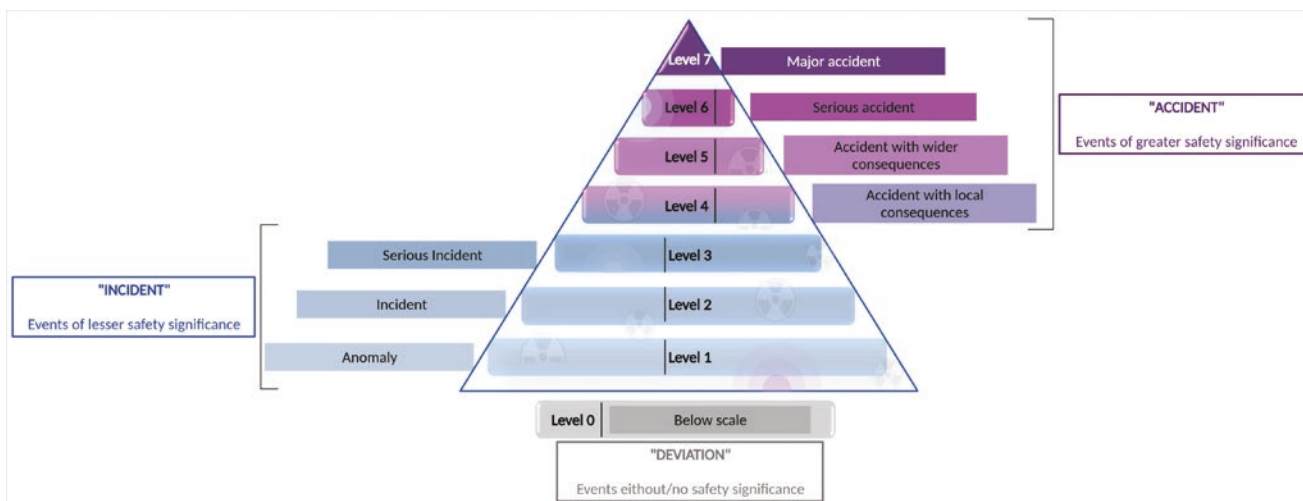 Level 7
Major accident
Level 6
Serious accident
"ACCIDENT"
Events of greater safety significance
Level 5
Accident with wider
consequences
Level 4
Accident with local
consequences
Serious Incident
Level 3
"INCIDENT"
Events of lesser safety significance
Incident
Level 2
Anomaly
Level 1
Level 0
Below scale
"DEVIATION"
Events eithout/no safety significance